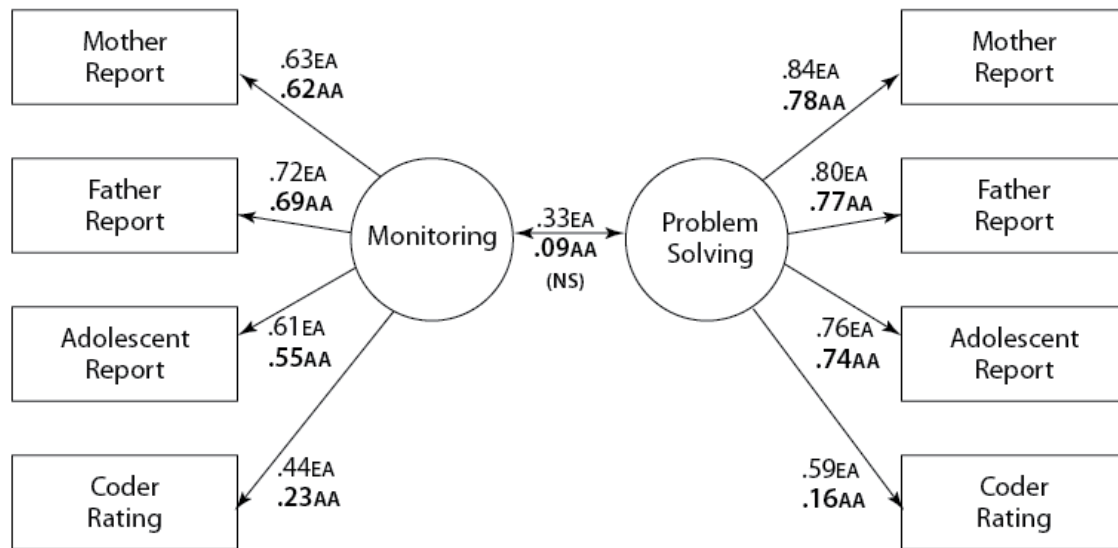 Mother
Report
.63EA
.62AA
.84EA
.78AA
Mother
Report
Father
Report
.72EA
.69AA
Monitoring
.33EA
.09AA
(NS)
Problem
Solving
.80EA
.77AA
Father
Report
Adolescent
Report
.61EA
.55AA
.76EA
.74AA
Adolescent
Report
Coder
Rating
.44EA
.23AA
.59EA
.16AA
Coder
Rating